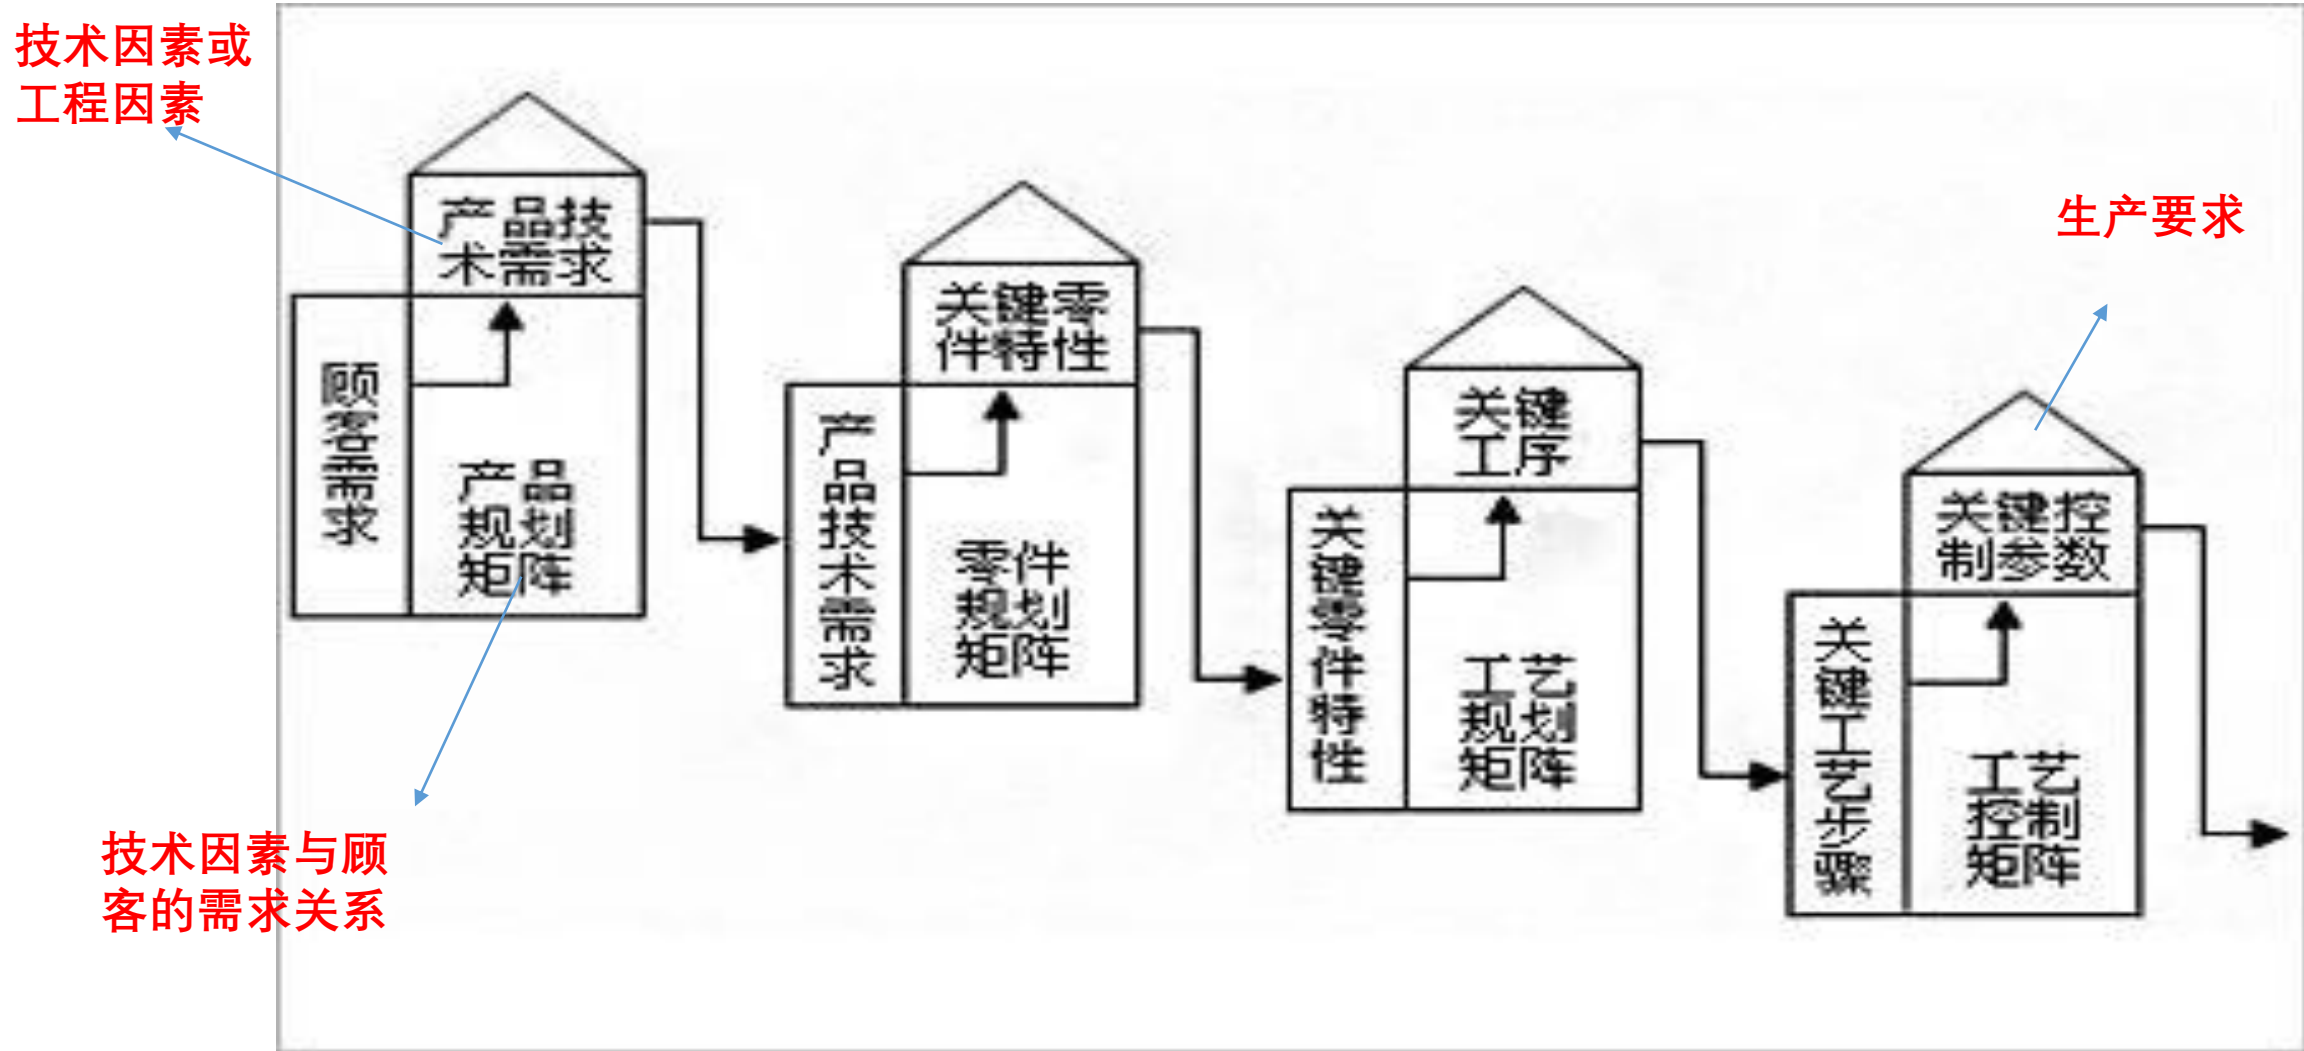 技术因素或
工程因素
产品技
术需求
顾客需求
产品
规划
矩阵
技术因素与顾
客的需求关系
关键零
件特性
产品技术需求
零件
规划
矩阵
关键
工序
关键零件特性
工艺
规划
矩阵
生产要求
关键控
制参数
关键工艺步骤
工艺
控制
矩阵